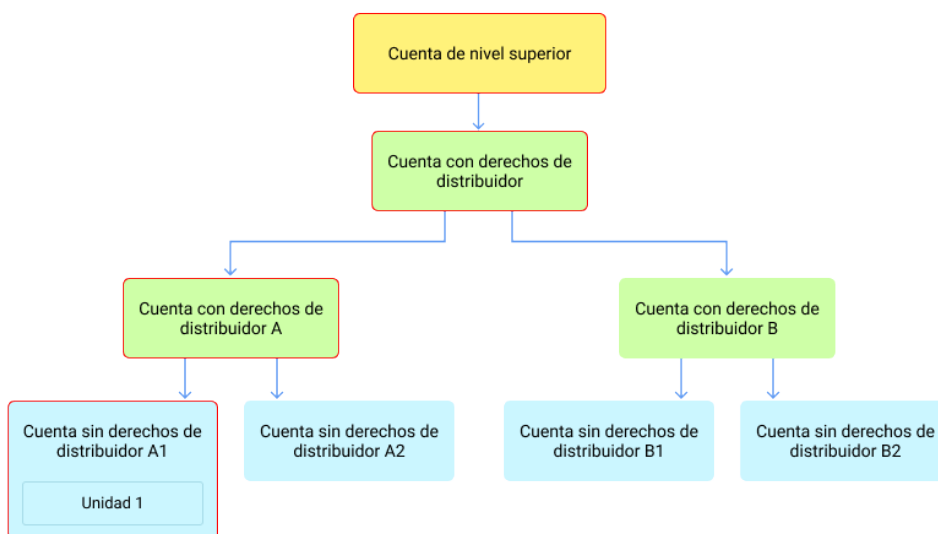 Cuenta de nivel superior
Cuenta con derechos de
distribuidor
Cuenta con derechos de
distribuidor A
Cuenta con derechos de
distribuidor B
Cuenta sin derechos de
distribuidor A1
Unidad 1
Cuenta sin derechos de
distribuidor A2
Cuenta sin derechos de
distribuidor B1
Cuenta sin derechos de
distribuidor B2